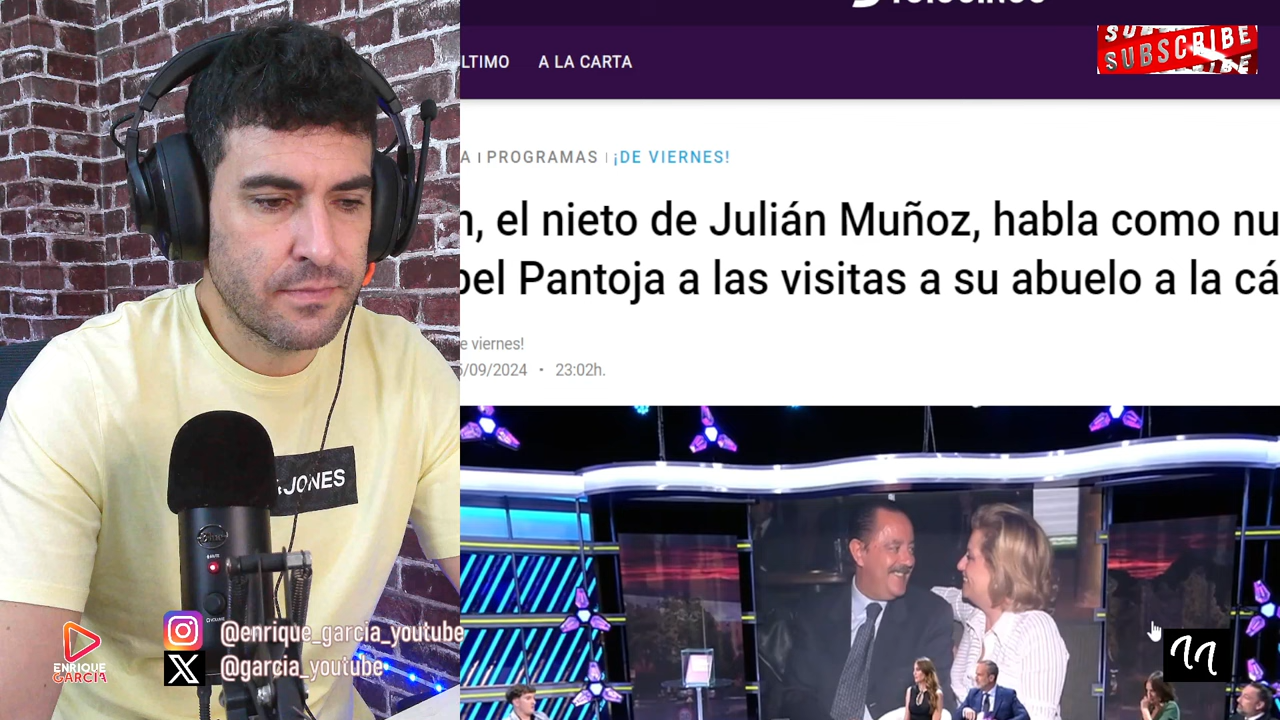 LTIMO A LA CARTA
SUBSCRIBE
A | PROGRAMAS | ¡DE VIERNES!
, el nieto de Julián Muñoz, habla como nu
bel Pantoja a las visitas a su abuelo a la cá
e viernes!
/09/2024 • 23:02h.
JONES
@enrique_garcia_youtube
@garcia_youtube
ENRIQUE
GARCIA